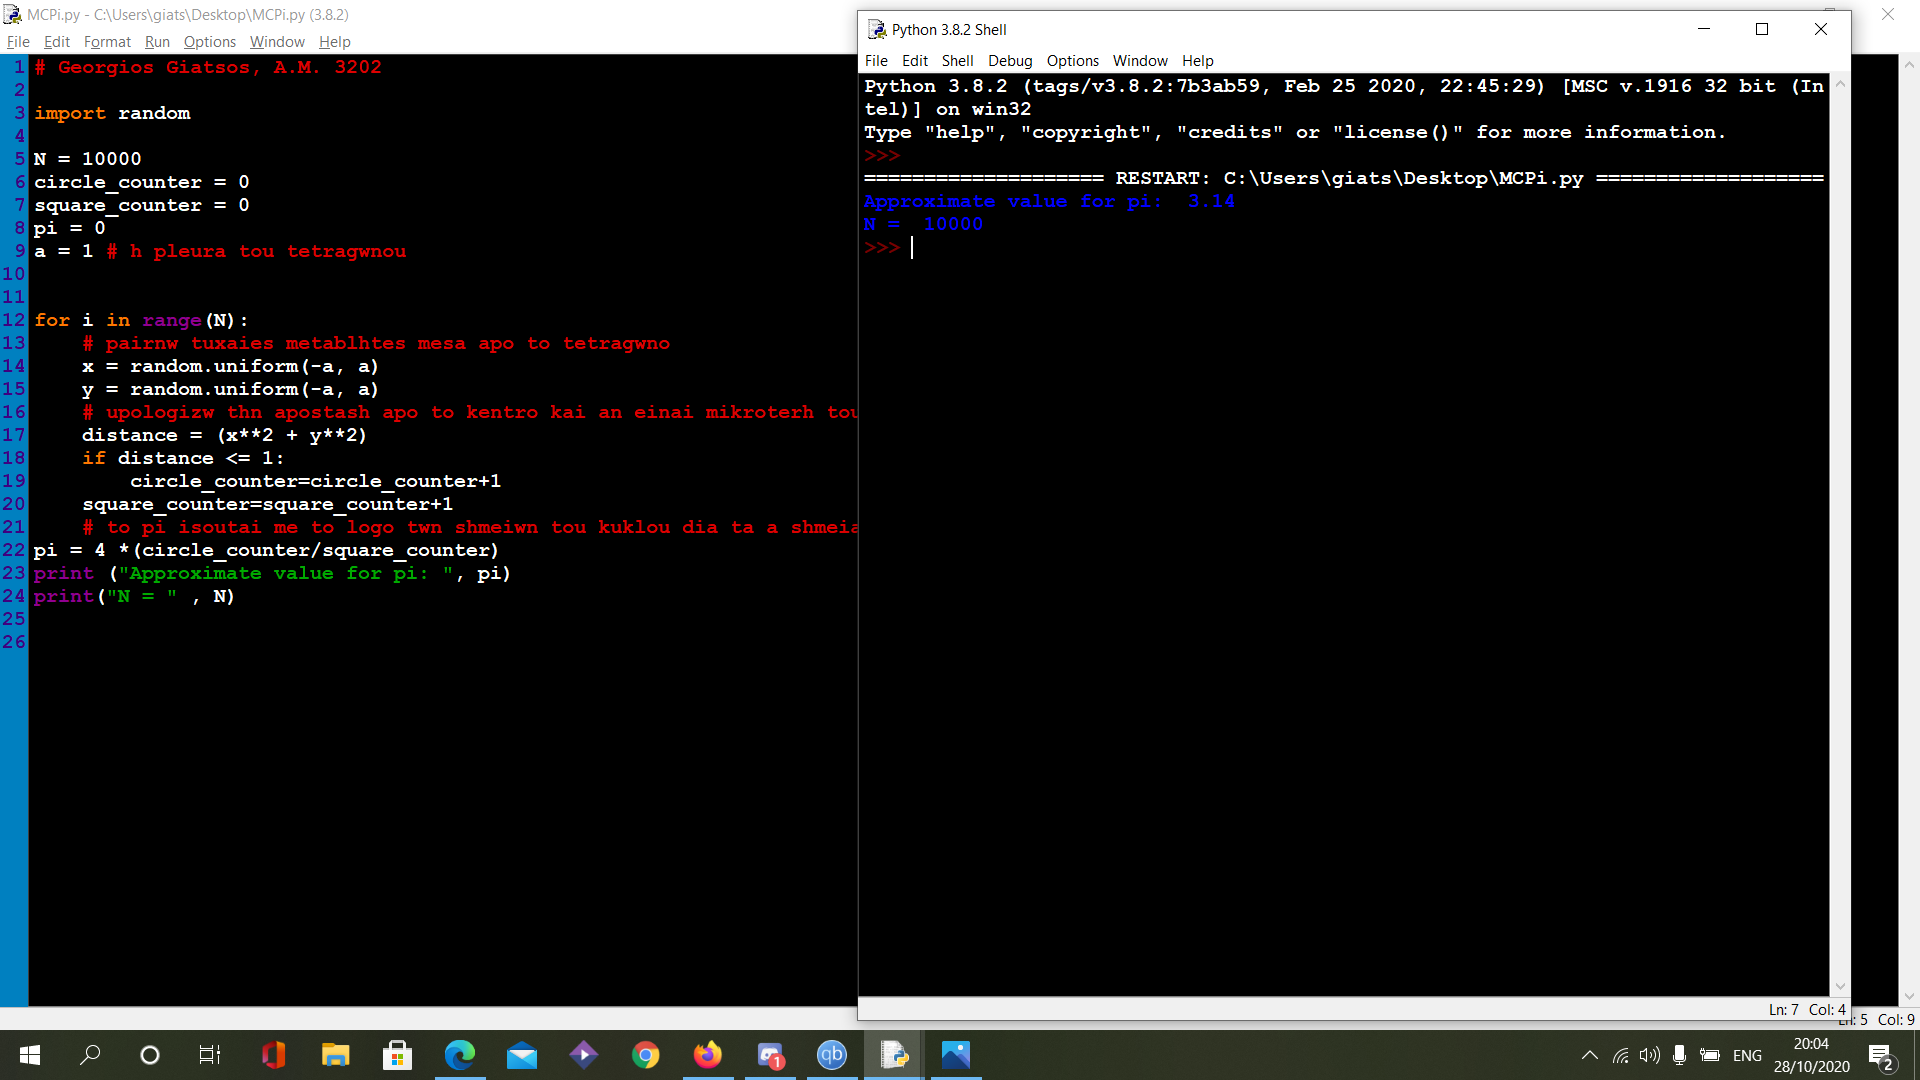 MCPi.py - C:\Users\giats\Desktop\MCPi.py (3.8.2)
File Edit Format Run Options Window Help
1 # Georgios Giatsos, A.M. 3202
2
3 import random
4
5 N = 10000
6 circle_counter = 0
7 square_counter = 0
8 pi = 0
9 a = 1 # h pleura tou tetragwnou
10
11
12 for i in range(N):
13 # pairnw tuxaies metablhtes mesa apo to tetragwno
14 x = random.uniform(-a, a)
15 y = random.uniform(-a, a)
16 # upologizw thn apostash apo to kentro kai an einai mikroterh tou
17 distance = (x**2 + y**2)
18 if distance <= 1:
19 circle_counter=circle_counter+1
20 square_counter=square_counter+1
21 # to pi isoutai me to logo twn shmeiwn tou kuklou dia ta a shmeia
22 pi = 4 *(circle_counter/square_counter)
23 print ("Approximate value for pi: ", pi)
24 print("N = " , N)
25
26
Python 3.8.2 Shell
File Edit Shell Debug Options Window Help
Python 3.8.2 (tags/v3.8.2:7b3ab59, Feb 25 2020, 22:45:29) [MSC v.1916 32 bit (In
tel)] on win32
Type "help", "copyright", "credits" or "license()" for more information.
>>>
==================== RESTART: C:\Users\giats\Desktop\MCPi.py ===================
Approximate value for pi:  3.14
N =  10000
>>>
Ln: 7 Col: 4
Ln: 5 Col: 9
qb
1
ENG
20:04
28/10/2020
2